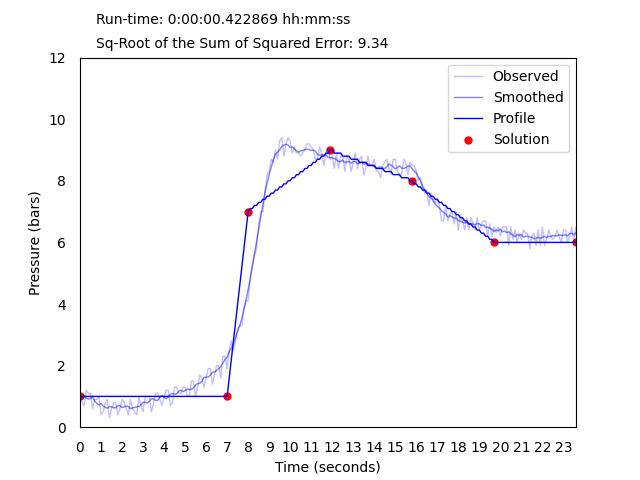 Run-time: 0:00:00.422869 hh:mm:ss
Sq-Root of the Sum of Squared Error: 9.34
12
10
8
6
4
2
0
Pressure (bars)
Observed
Smoothed
Profile
Solution
0 1 2 3 4 5 6 7 8 9 10 11 12 13 14 15 16 17 18 19 20 21 22 23
Time (seconds)